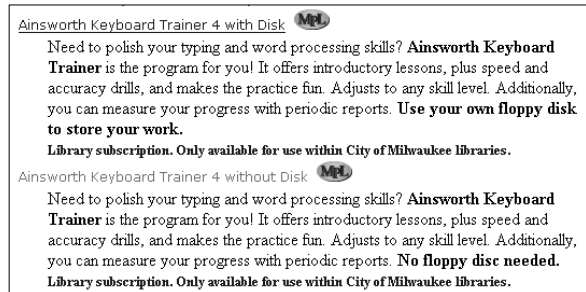 Ainsworth Keyboard Trainer 4 with Disk MPL
Need to polish your typing and word processing skills? Ainsworth Keyboard
Trainer is the program for you! It offers introductory lessons, plus speed and
accuracy drills, and makes the practice fun. Adjusts to any skill level. Additionally,
you can measure your progress with periodic reports. Use your own floppy disk
to store your work.
Library subscription. Only available for use within City of Milwaukee libraries.
Ainsworth Keyboard Trainer 4 without Disk MPL
Need to polish your typing and word processing skills? Ainsworth Keyboard
Trainer is the program for you! It offers introductory lessons, plus speed and
accuracy drills, and makes the practice fun. Adjusts to any skill level. Additionally,
you can measure your progress with periodic reports. No floppy disc needed.
Library subscription. Only available for use within City of Milwaukee libraries.